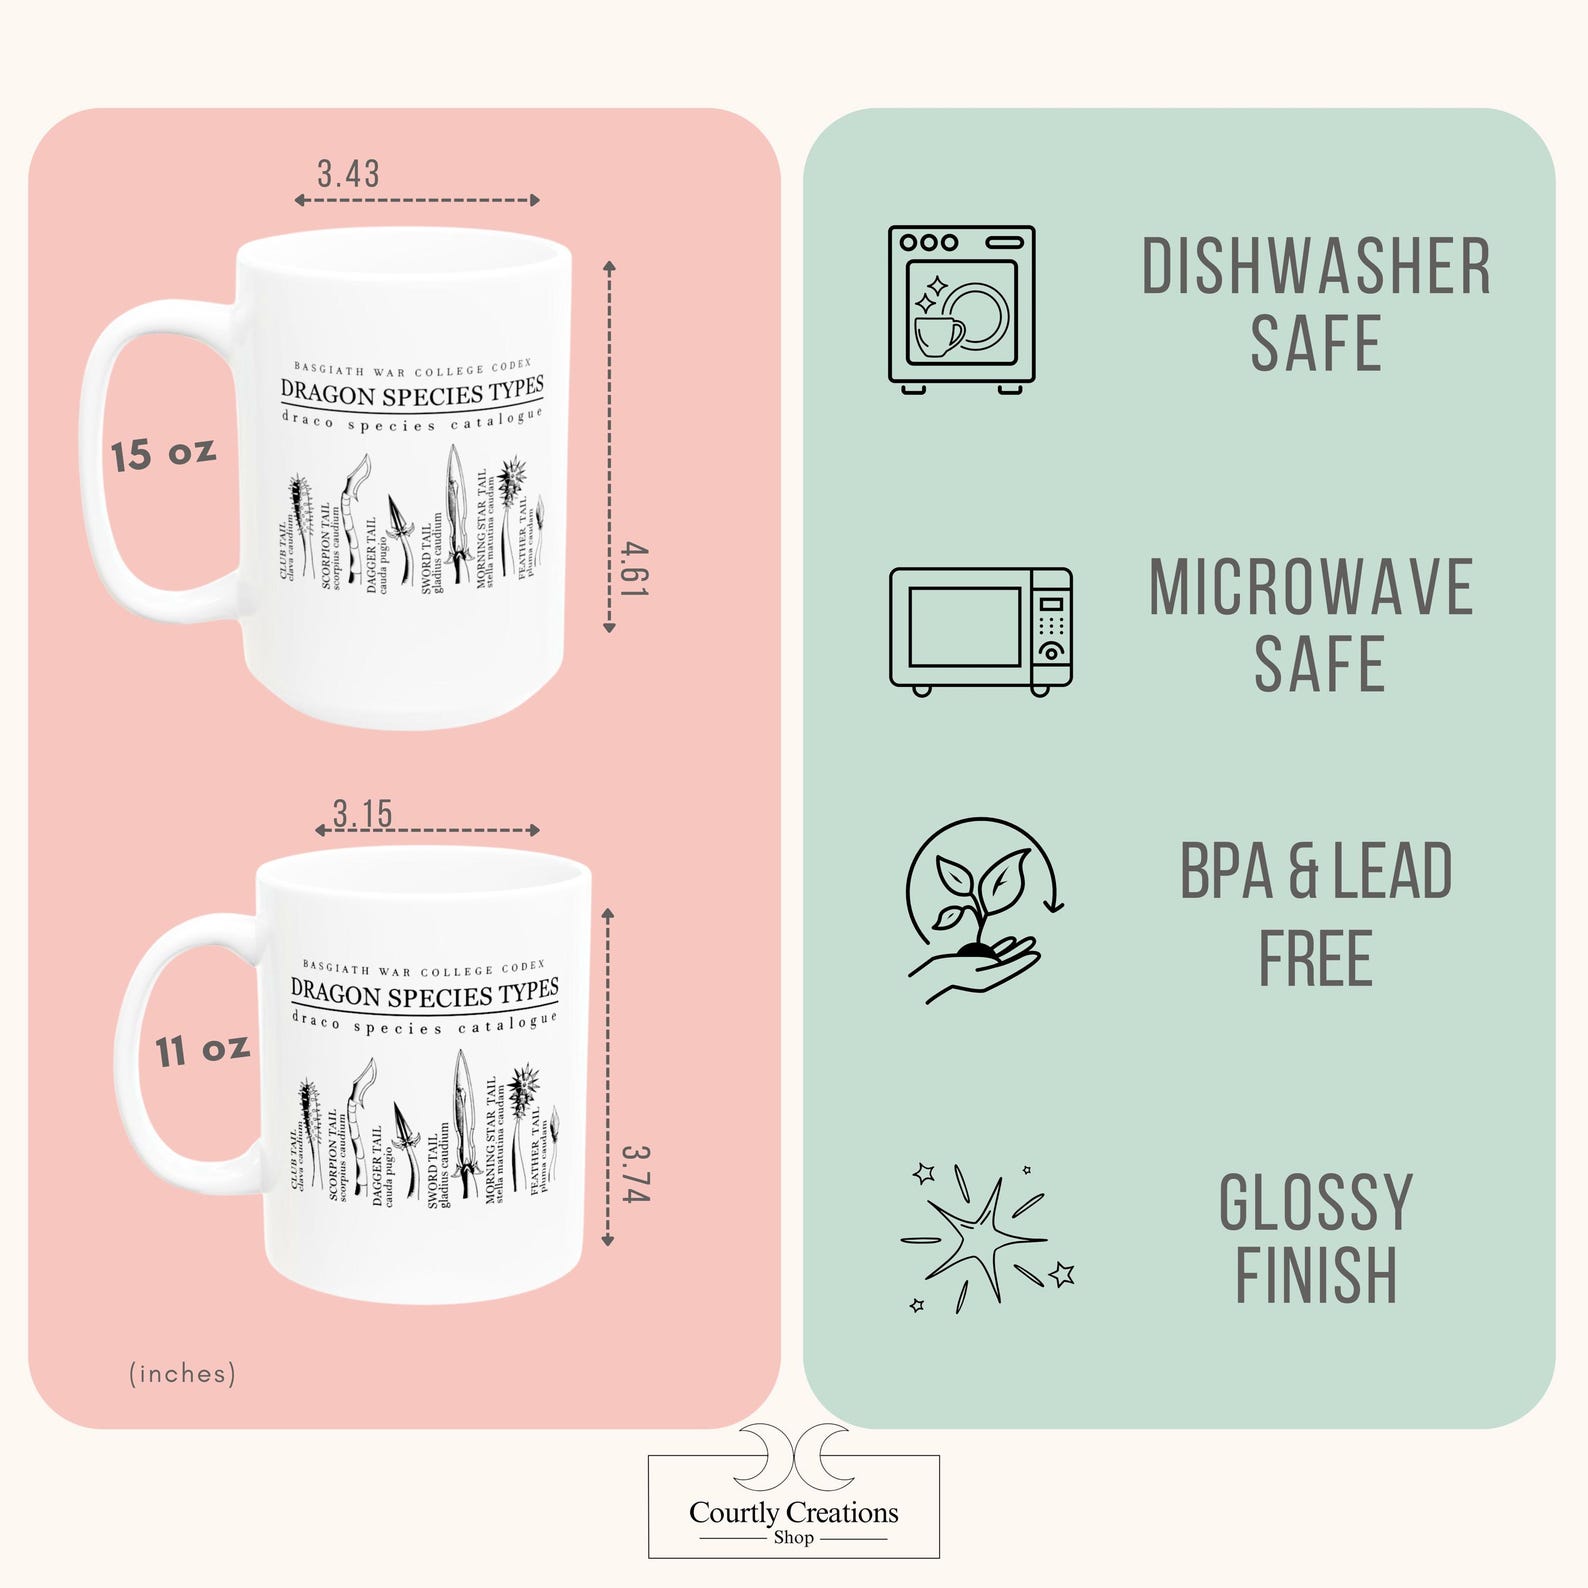 3.43
BASGIATH WAR COLLEGE CODEX
DRAGON SPECIES TYPES
draco species catalogue
15 oz
CLUB TAIL
clava caudium
SCORPION TAIL
scorpius caudium
DAGGER TAIL
cauda pugio
SWORD TAIL
gladius caudium
MORNING STAR TAIL
stella matutina caudam
FEATHER TAIL
pluma caudam
4.61
3.15
BASGIATH WAR COLLEGE CODEX
DRAGON SPECIES TYPES
draco species catalogue
11 oz
CLUB TAIL
clava caudium
SCORPION TAIL
scorpius caudium
DAGGER TAIL
cauda pugio
SWORD TAIL
gladius caudium
MORNING STAR TAIL
stella matutina caudam
FEATHER TAIL
pluma caudam
3.74
(inches)
DISHWASHER
SAFE
MICROWAVE
SAFE
BPA & LEAD
FREE
GLOSSY
FINISH
Courtly Creations
Shop